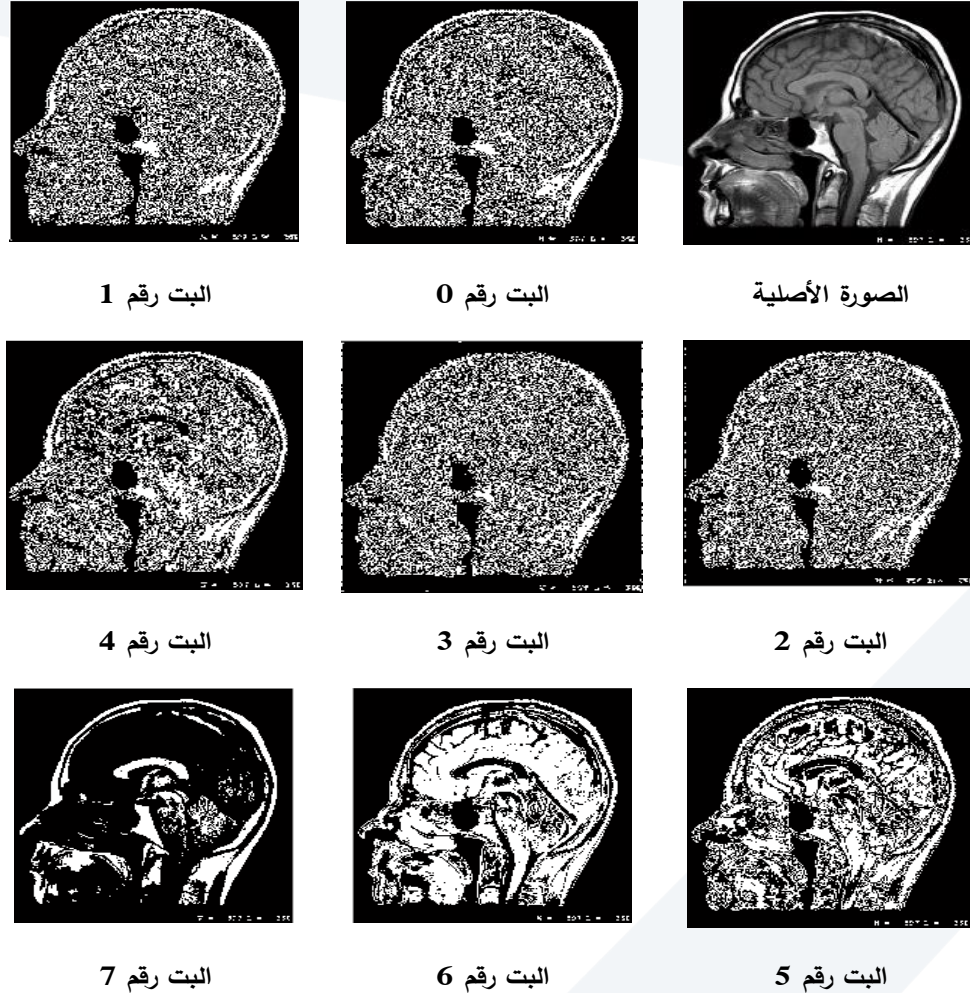 الصورة الأصلية
البت رقم 0
البت رقم 1
البت رقم 2
البت رقم 3
البت رقم 4
البت رقم 5
البت رقم 6
البت رقم 7